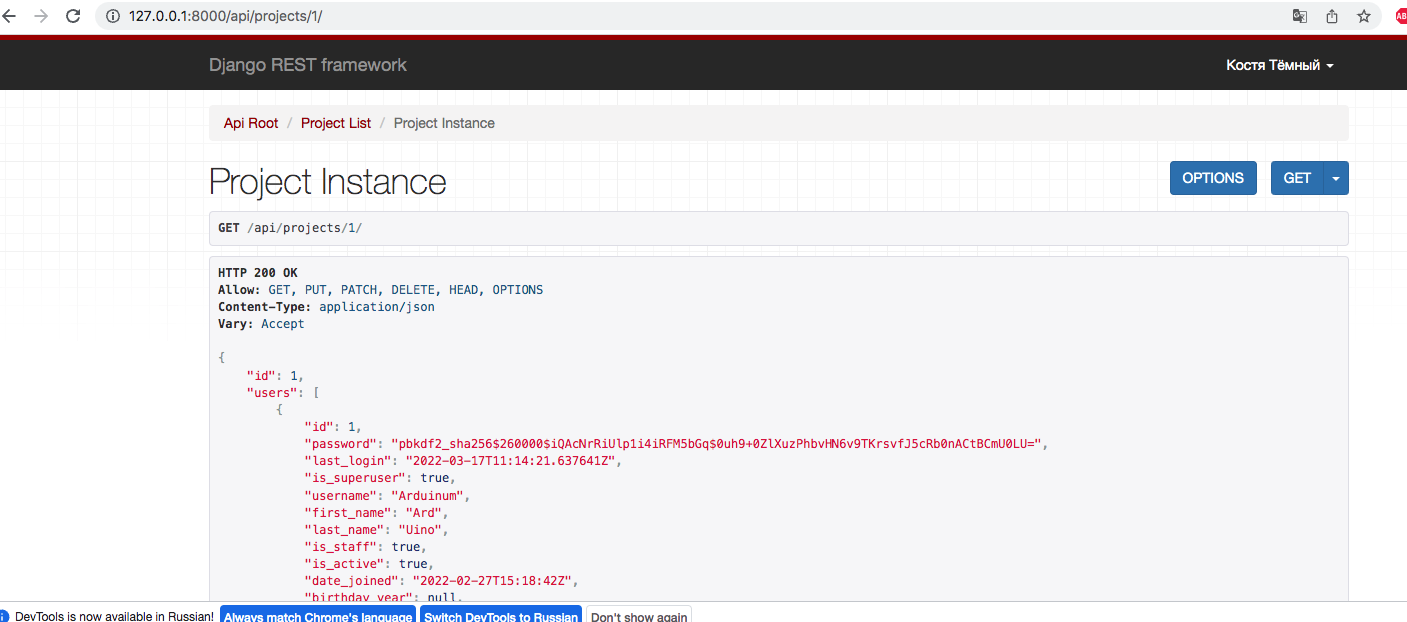 127.0.0.1:8000/api/projects/1/
AB
Django REST framework
Костя Тёмный
Api Root / Project List / Project Instance
Project Instance
OPTIONS
GET
GET /api/projects/1/
HTTP 200 OK
Allow: GET, PUT, PATCH, DELETE, HEAD, OPTIONS
Content-Type: application/json
Vary: Accept
{
"id": 1,
"users": [
{
"id": 1,
"password": "pbkdf2_sha256$260000$iQAcNrRiUlp1i4iRFM5bGq$0uh9+0ZlXuzPhbvHN6v9TKrsvfJ5cRb0nACtBCmU0LU=",
"last_login": "2022-03-17T11:14:21.637641Z",
"is_superuser": true,
"username": "Arduinum",
"first_name": "Ard",
"last_name": "Uino",
"is_staff": true,
"is_active": true,
"date_joined": "2022-02-27T15:18:42Z",
"birthday_year": null,
DevTools is now available in Russian!
Always match Chrome's language
Switch DevTools to Russian
Don't show again